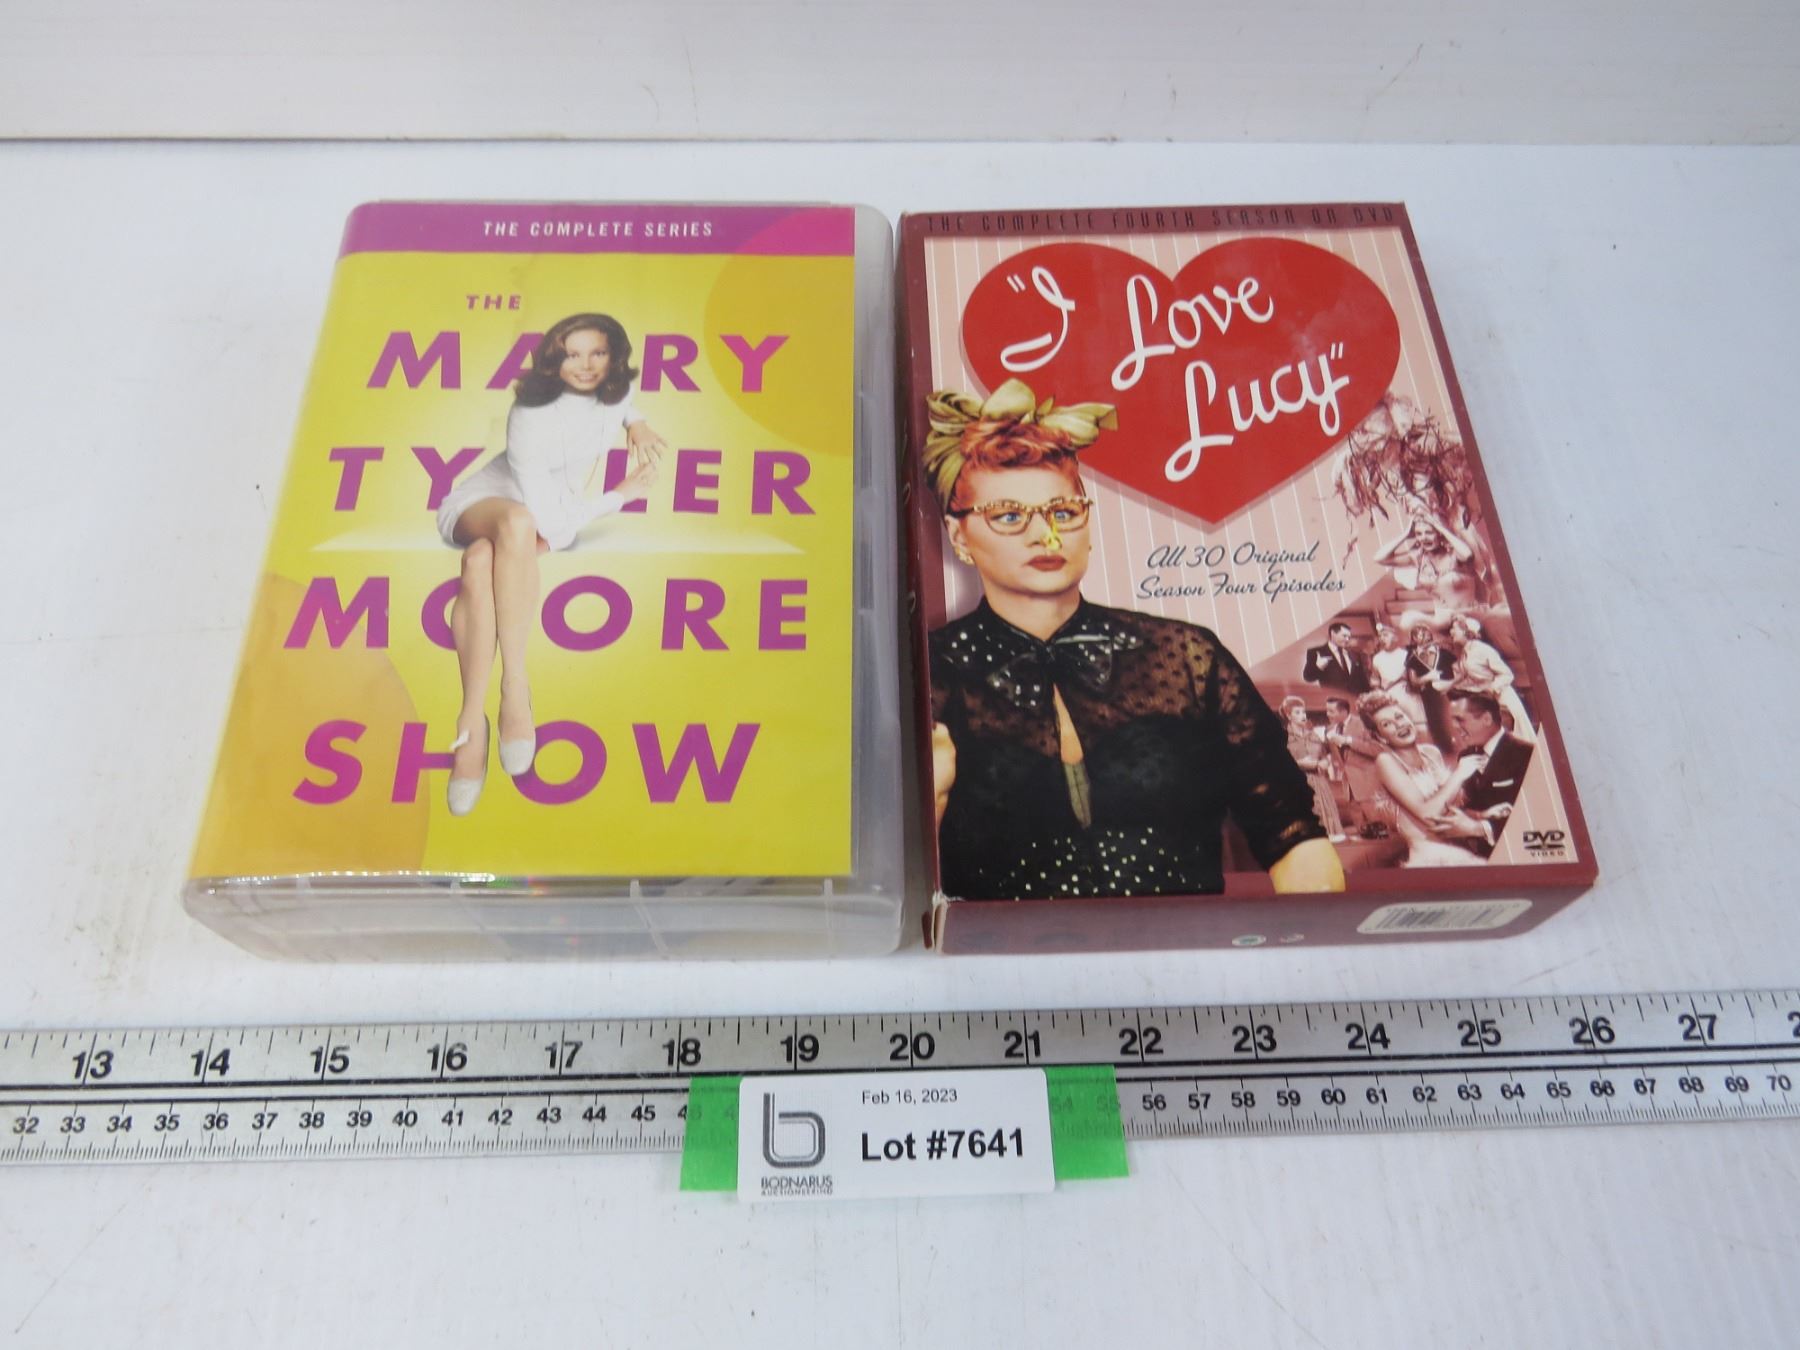 THE COMPLETE SERIES
THE
MARY
TYLER
MOORE
SHOW
THE COMPLETE FOURTH SEASON ON DVD
"I Love
Lucy"
All 30 Original
Season Four Episodes
DVD
VIDEO
13 14 15 16 17 18 19 20 21 22 23 24 25 26 27
32 33 34 35 36 37 38 39 40 41 42 43 44 45 54 55 56 57 58 59 60 61 62 63 64 65 66 67 68 69 70
Feb 16, 2023
Lot #7641
BODNARUS
AUCTIONEERING